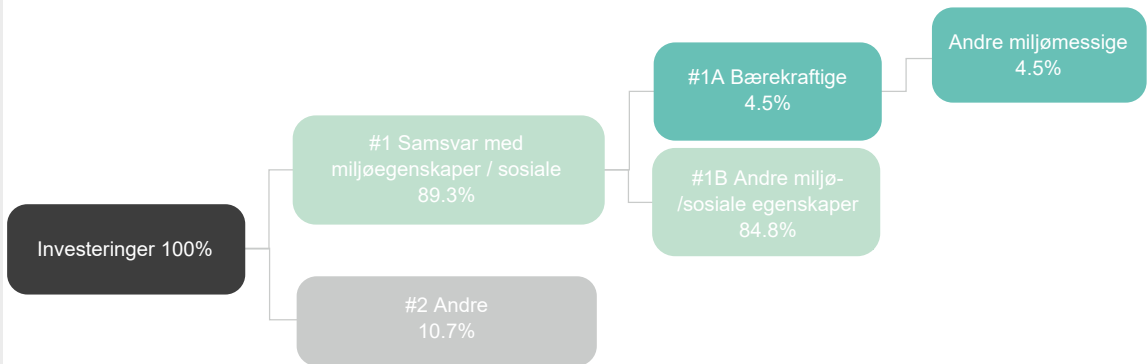 Investeringer 100%
#1 Samsvar med
miljøegenskaper / sosiale
89.3%
#2 Andre
10.7%
#1A Bærekraftige
4.5%
#1B Andre miljø-
/sosiale egenskaper
84.8%
Andre miljømessige
4.5%